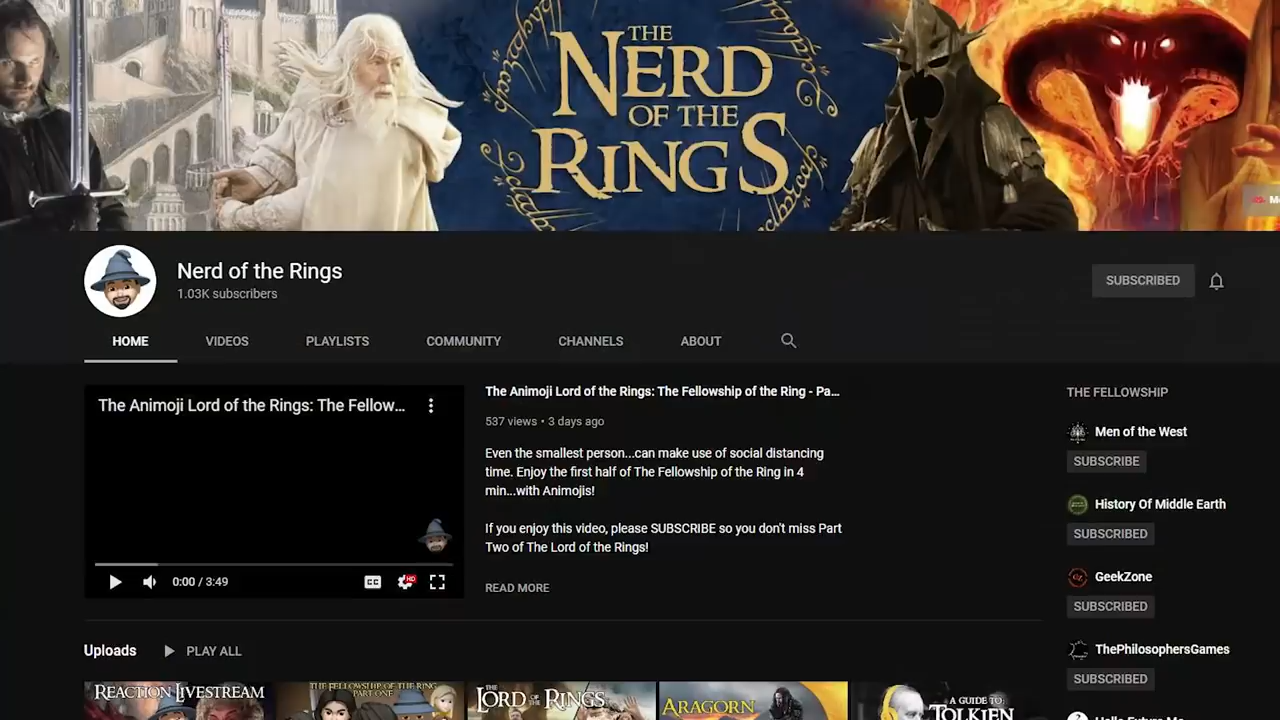 THE
NERD
OF THE
RINGS
Nerd of the Rings
1.03K subscribers
SUBSCRIBED
HOME
VIDEOS
PLAYLISTS
COMMUNITY
CHANNELS
ABOUT
The Animoji Lord of the Rings: The Fellow...
0:00 / 3:49
CC
HD
The Animoji Lord of the Rings: The Fellowship of the Ring - Pa...
537 views • 3 days ago
Even the smallest person...can make use of social distancing
time. Enjoy the first half of The Fellowship of the Ring in 4
min...with Animojis!
If you enjoy this video, please SUBSCRIBE so you don't miss Part
Two of The Lord of the Rings!
READ MORE
THE FELLOWSHIP
Men of the West
SUBSCRIBE
History Of Middle Earth
SUBSCRIBED
GeekZone
SUBSCRIBED
ThePhilosophersGames
SUBSCRIBED
Hello Future Me
Uploads
PLAY ALL
REACTION LIVESTREAM
THE FELLOWSHIP OF THE RING
PART ONE
THE
LORD OF THE RINGS
ARAGORN
A GUIDE TO
TOLKIEN